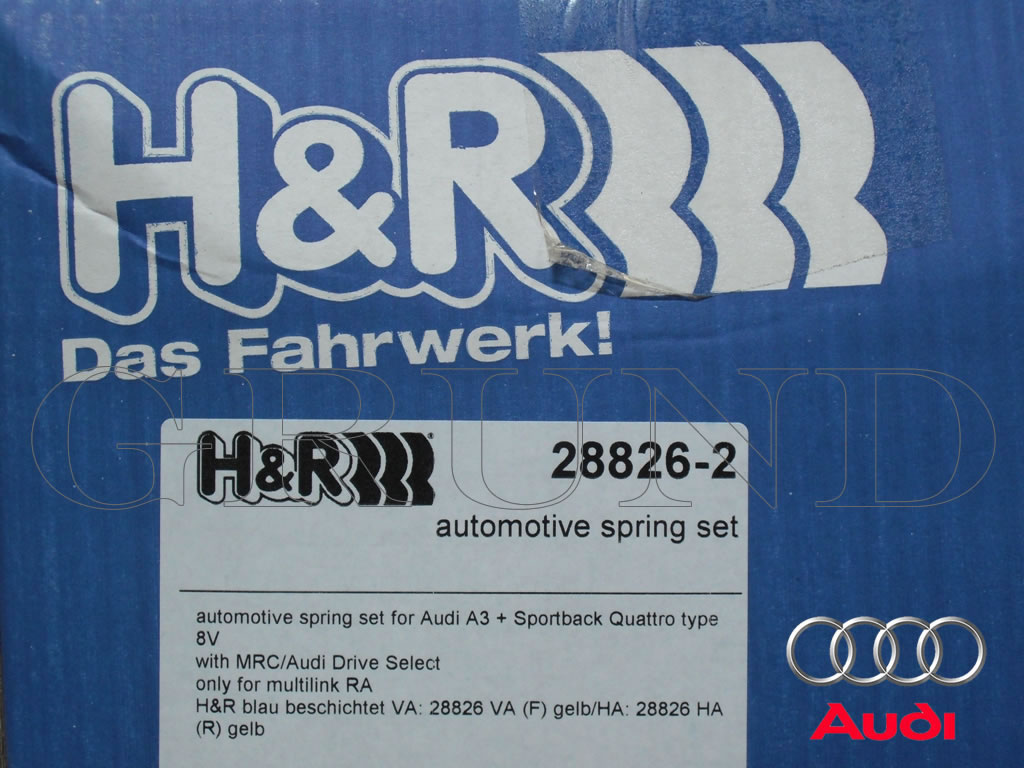 H&R
Das Fahrwerk!
GRUND
H&R®
28826-2
automotive spring set
automotive spring set for Audi A3 + Sportback Quattro type
8V
with MRC/Audi Drive Select
only for multilink RA
H&R blau beschichtet VA: 28826 VA (F) gelb/HA: 28826 HA
(R) gelb
Audi